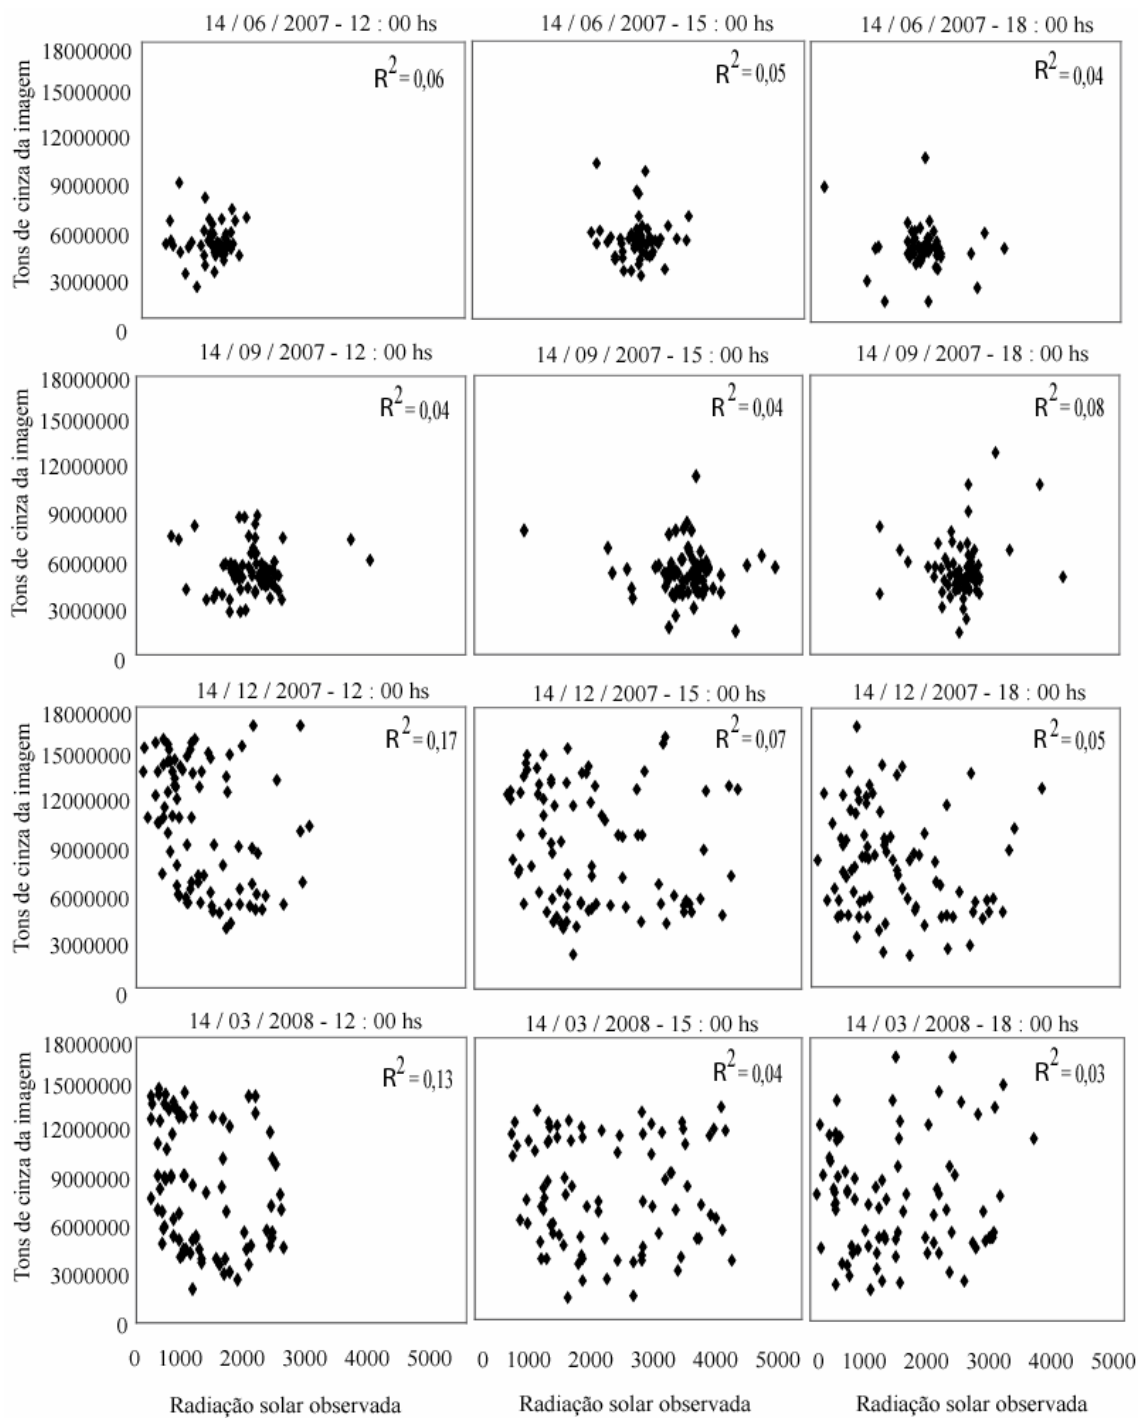 14 / 06 / 2007 - 12 : 00 hs
14 / 06 / 2007 - 15 : 00 hs
14 / 06 / 2007 - 18 : 00 hs
Tons de cinza da imagem
18000000
15000000
12000000
9000000
6000000
3000000
0
R² = 0,06
R² = 0,05
R² = 0,04
14 / 09 / 2007 - 12 : 00 hs
14 / 09 / 2007 - 15 : 00 hs
14 / 09 / 2007 - 18 : 00 hs
Tons de cinza da imagem
18000000
15000000
12000000
9000000
6000000
3000000
0
R² = 0,04
R² = 0,04
R² = 0,08
14 / 12 / 2007 - 12 : 00 hs
14 / 12 / 2007 - 15 : 00 hs
14 / 12 / 2007 - 18 : 00 hs
Tons de cinza da imagem
18000000
15000000
12000000
9000000
6000000
3000000
0
R² = 0,17
R² = 0,07
R² = 0,05
14 / 03 / 2008 - 12 : 00 hs
14 / 03 / 2008 - 15 : 00 hs
14 / 03 / 2008 - 18 : 00 hs
Tons de cinza da imagem
18000000
15000000
12000000
9000000
6000000
3000000
0
R² = 0,13
R² = 0,04
R² = 0,03
0 1000 2000 3000 4000 5000
0 1000 2000 3000 4000 5000
0 1000 2000 3000 4000 5000
Radiação solar observada
Radiação solar observada
Radiação solar observada